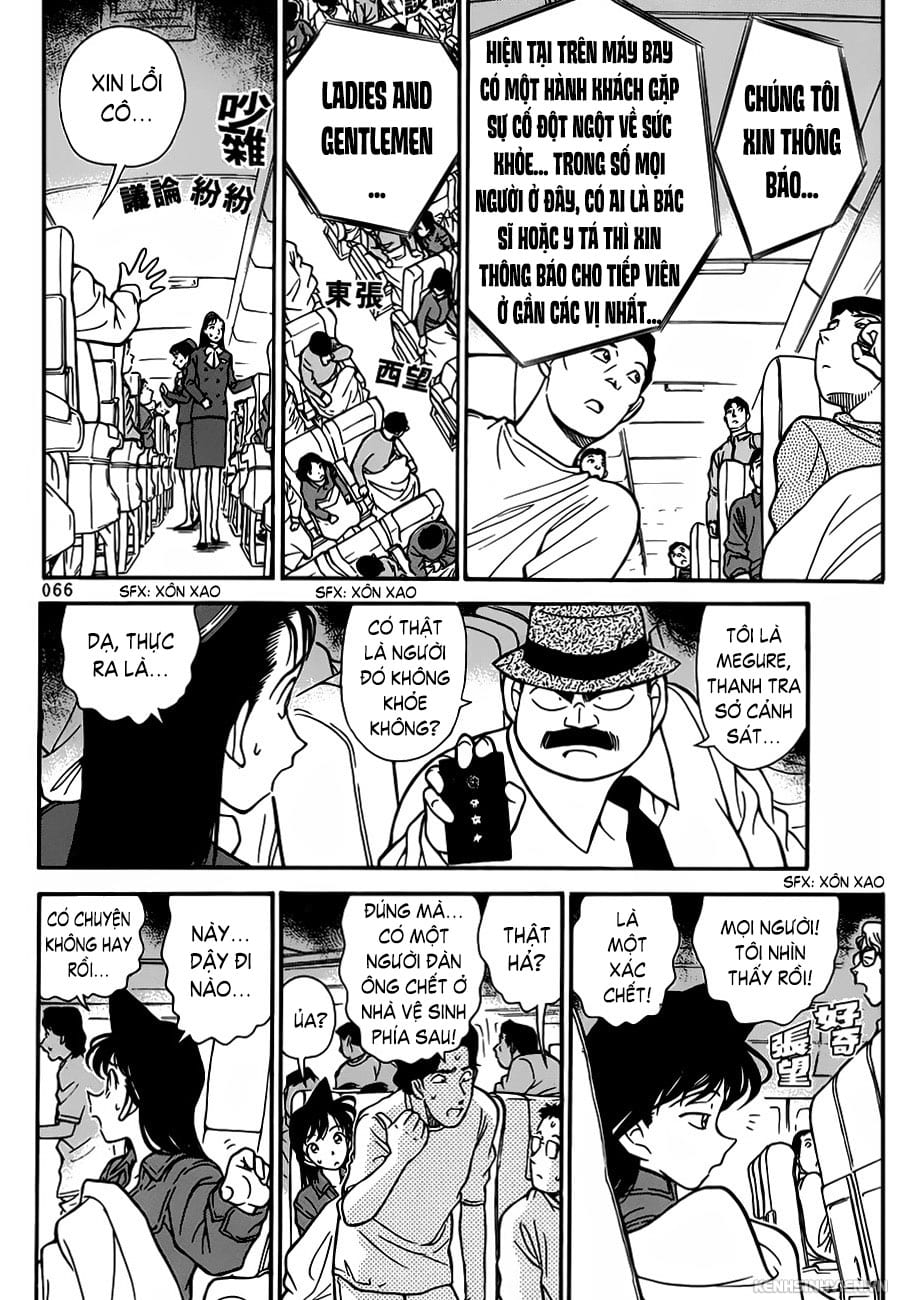 CHÚNG TÔI
XIN THÔNG
BÁO...
HIỆN TẠI TRÊN MÁY BAY
CÓ MỘT HÀNH KHÁCH GẶP
SỰ CỐ ĐỘT NGỘT VỀ SỨC
KHỎE... TRONG SỐ MỌI
NGƯỜI Ở ĐÂY, CÓ AI LÀ BÁC
SĨ HOẶC Y TÁ THÌ XIN
THÔNG BÁO CHO TIẾP VIÊN
Ở GẦN CÁC VỊ NHẤT...
LADIES AND
GENTLEMEN
...
東張
西望
XIN LỖI
CÔ...
吵雜
議論紛紛
066
SFX: XÔN XAO
SFX: XÔN XAO
TÔI LÀ
MEGURE,
THANH TRA
SỞ CẢNH
SÁT...
CÓ THẬT
LÀ NGƯỜI
ĐÓ KHÔNG
KHỎE
KHÔNG?
DẠ, THỰC
RA LÀ...
SFX: XÔN XAO
MỌI NGƯỜI!
TÔI NHÌN
THẤY RỒI!
LÀ
MỘT
XÁC
CHẾT!
好奇
張望
THẬT
HẢ?
ĐÚNG MÀ...
CÓ MỘT
NGƯỜI ĐÀN
ÔNG CHẾT Ở
NHÀ VỆ SINH
PHÍA SAU!
ỦA?
NÀY...
DẬY ĐI
NÀO...
CÓ CHUYỆN
KHÔNG HAY
RỒI...
KENHSINHVIEN.VN